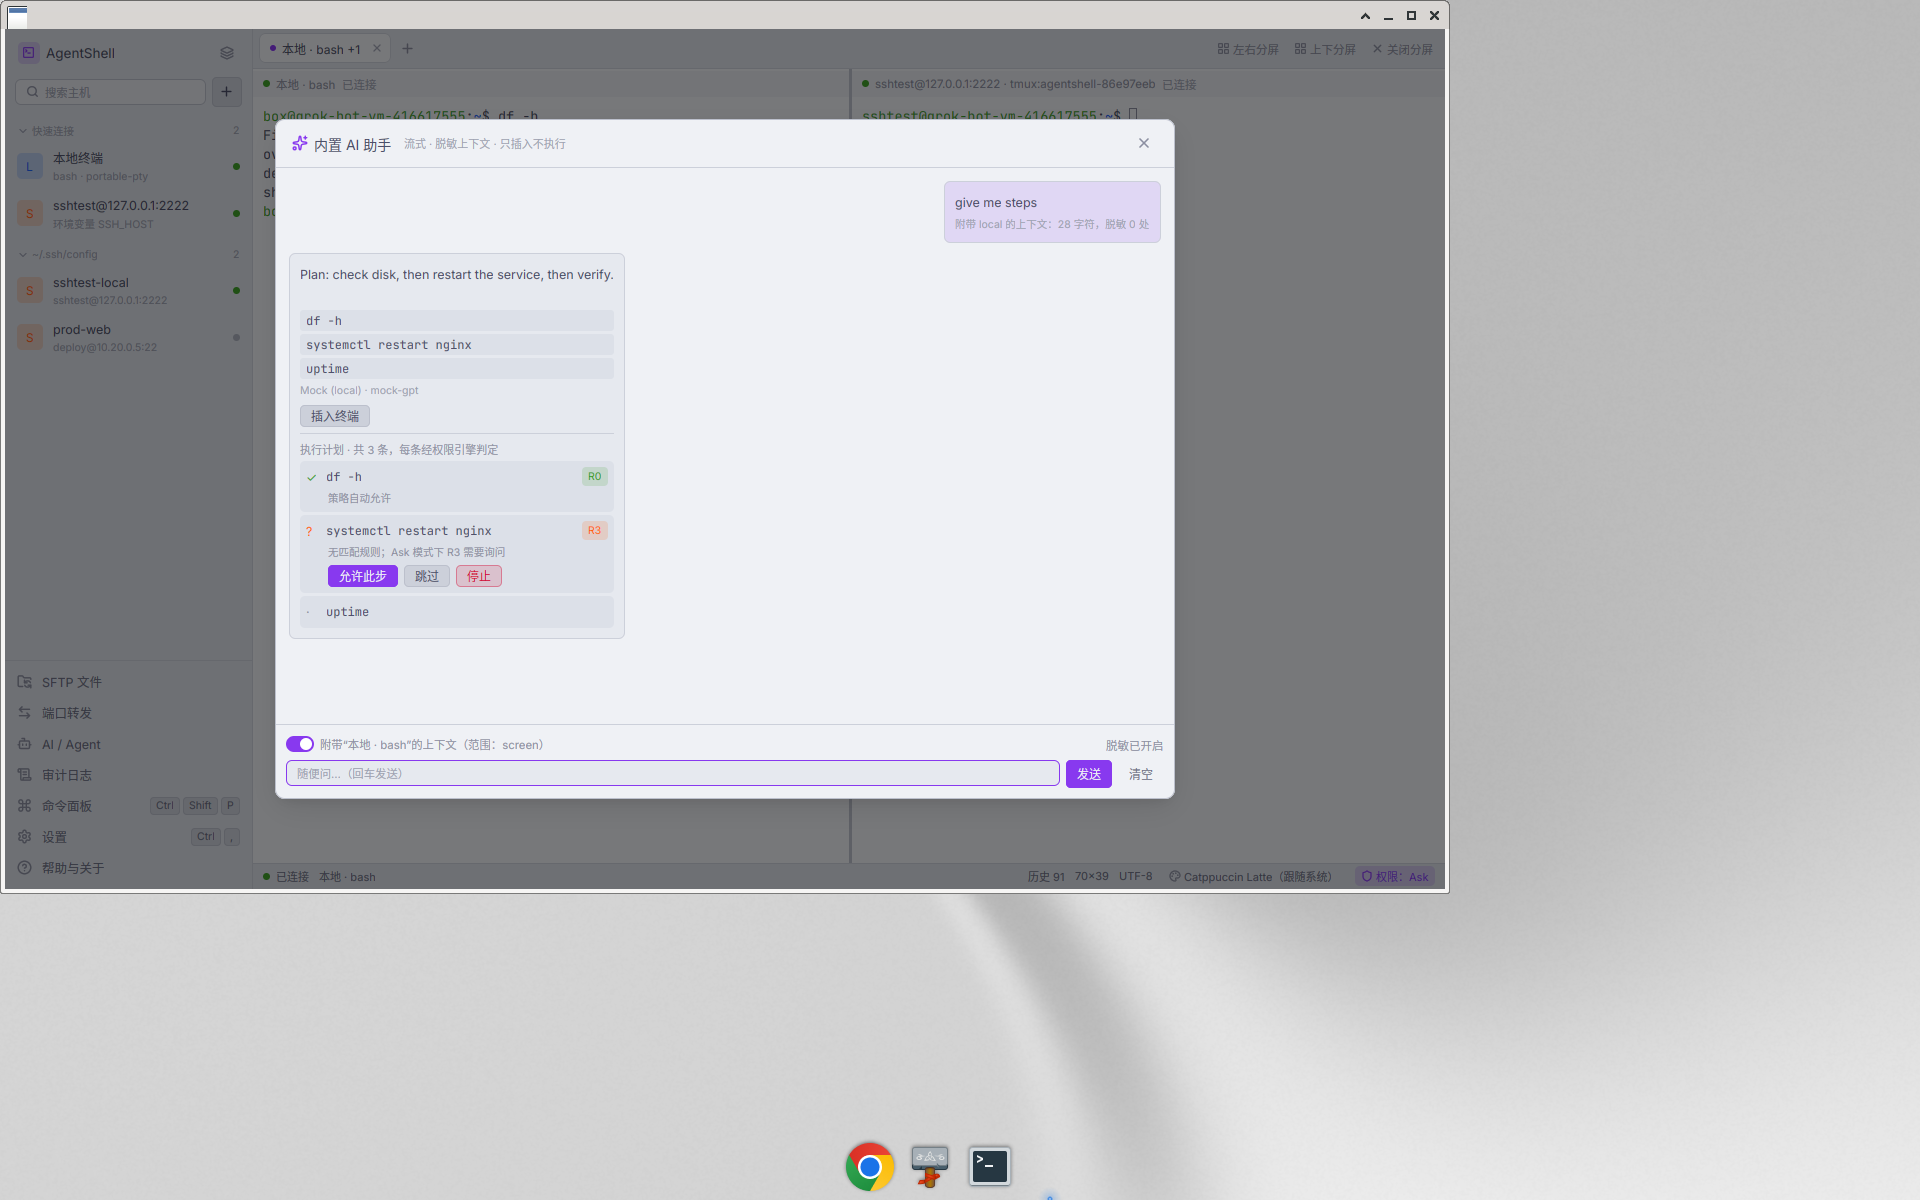 AgentShell
搜索主机
快速连接 2
L 本地终端
bash · portable-pty
S sshtest@127.0.0.1:2222
环境变量 SSH_HOST
~/.ssh/config 2
S sshtest-local
sshtest@127.0.0.1:2222
S prod-web
deploy@10.20.0.5:22
SFTP 文件
端口转发
AI / Agent
审计日志
命令面板 Ctrl Shift P
设置 Ctrl ,
帮助与关于
本地 · bash +1
左右分屏 上下分屏 关闭分屏
本地 · bash 已连接
sshtest@127.0.0.1:2222 · tmux:agentshell-86e97eeb 已连接
box@grok-bot-vm-416617555:~$ df -h
sshtest@grok-bot-vm-416617555:~$
内置 AI 助手 流式 · 脱敏上下文 · 只插入不执行
give me steps
附带 local 的上下文：28 字符，脱敏 0 处
Plan: check disk, then restart the service, then verify.
df -h
systemctl restart nginx
uptime
Mock (local) · mock-gpt
插入终端
执行计划 · 共 3 条，每条经权限引擎判定
✓ df -h R0
策略自动允许
? systemctl restart nginx R3
无匹配规则；Ask 模式下 R3 需要询问
允许此步 跳过 停止
· uptime
附带“本地 · bash”的上下文（范围：screen） 脱敏已开启
随便问…（回车发送） 发送 清空
已连接 本地 · bash 历史 91 70×39 UTF-8 Catppuccin Latte（跟随系统） 权限：Ask